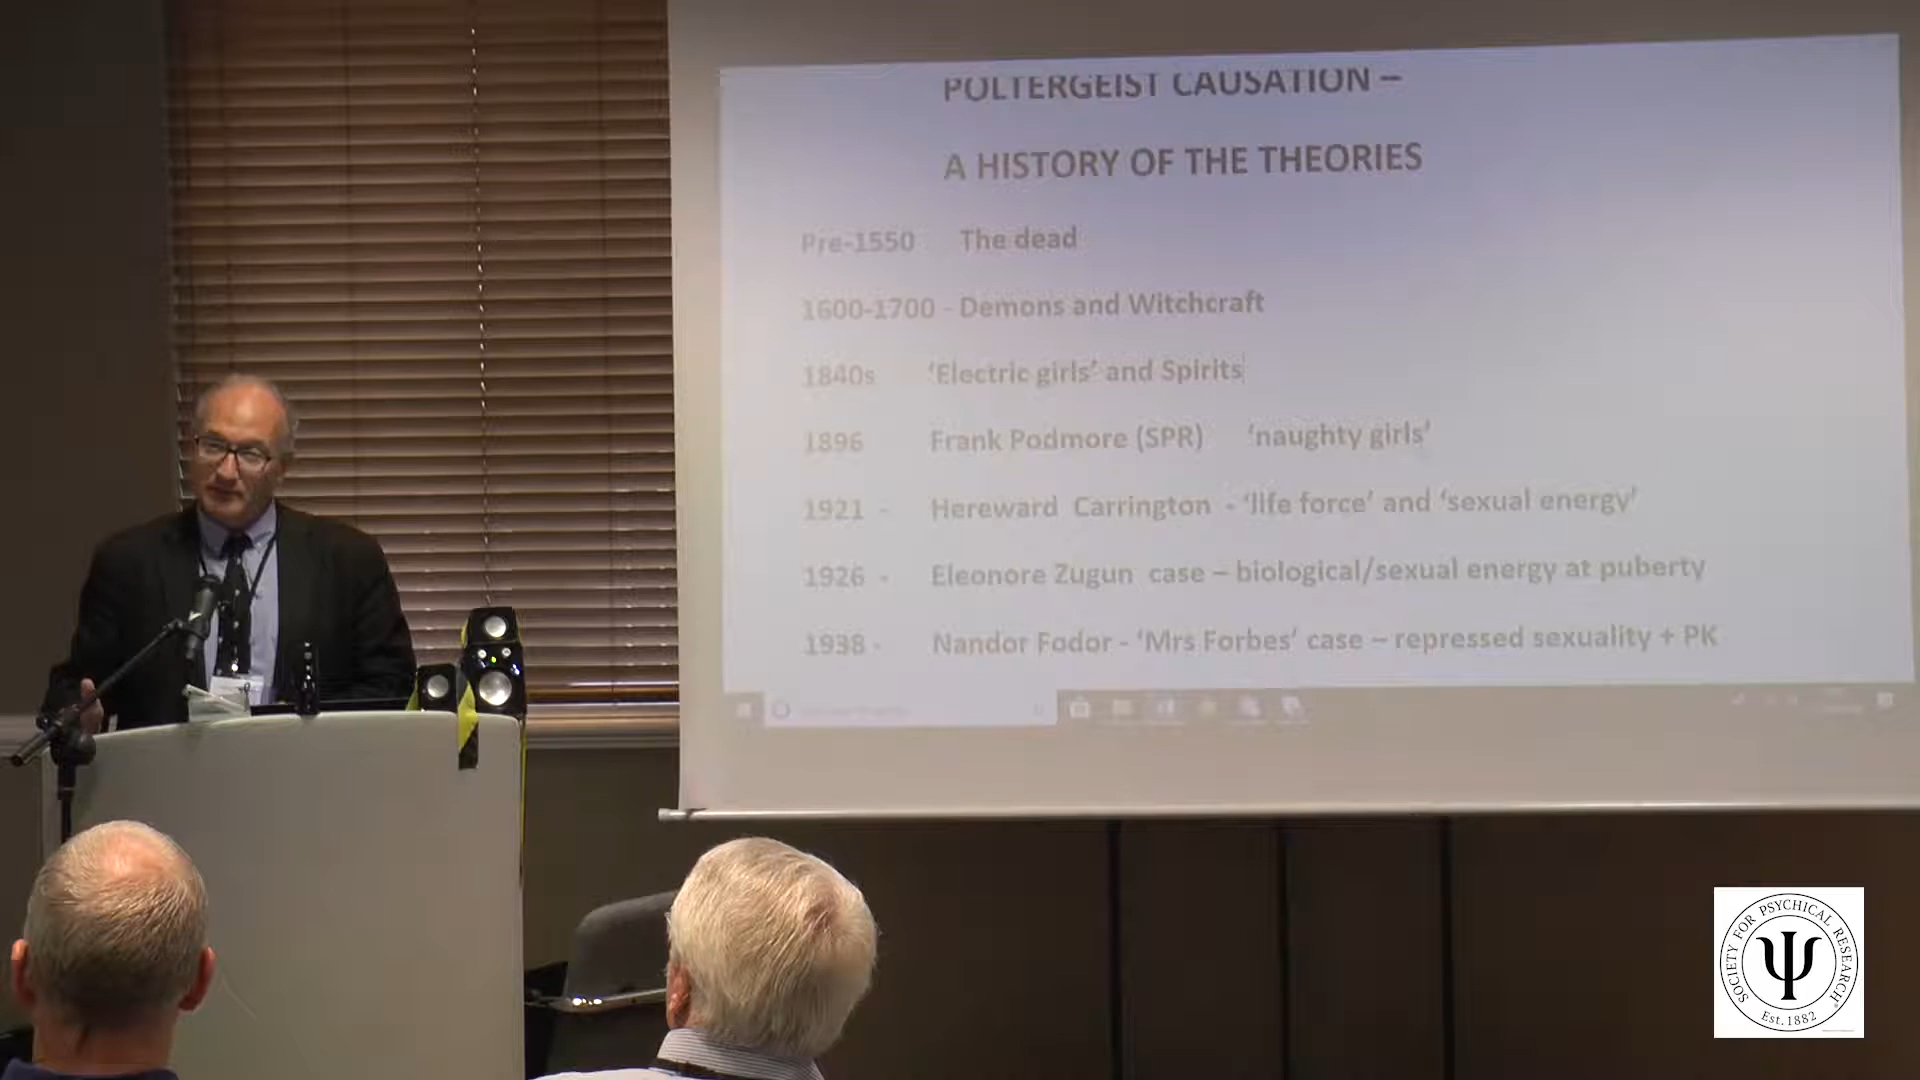 POLTERGEIST CAUSATION –
A HISTORY OF THE THEORIES
Pre-1550 The dead
1600-1700 - Demons and Witchcraft
1840s ‘Electric girls’ and Spirits
1896 Frank Podmore (SPR) ‘naughty girls’
1921 - Hereward Carrington - ‘life force’ and ‘sexual energy’
1926 - Eleonore Zugun case – biological/sexual energy at puberty
1938 - Nandor Fodor - ‘Mrs Forbes’ case – repressed sexuality + PK
SOCIETY FOR PSYCHICAL RESEARCH
Ψ
Est. 1882